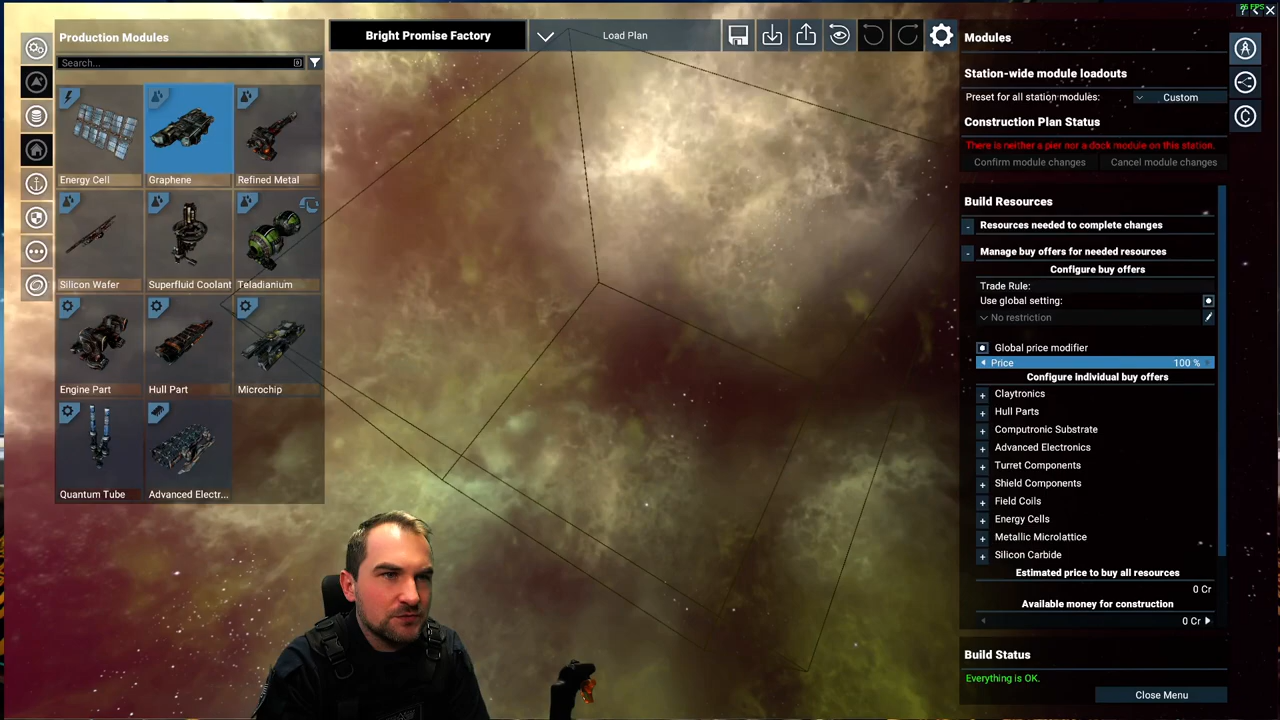 26 FPS
Production Modules
Search...
Energy Cell
Graphene
Refined Metal
Silicon Wafer
Superfluid Coolant
Teladianium
Engine Part
Hull Part
Microchip
Quantum Tube
Advanced Electr...
Bright Promise Factory
Load Plan
Modules
Station-wide module loadouts
Preset for all station modules:
Custom
Construction Plan Status
There is neither a pier nor a dock module on this station.
Confirm module changes
Cancel module changes
Build Resources
- Resources needed to complete changes
- Manage buy offers for needed resources
Configure buy offers
Trade Rule:
Use global setting:
No restriction
Global price modifier
Price 100 %
Configure individual buy offers
+ Claytronics
+ Hull Parts
+ Computronic Substrate
+ Advanced Electronics
+ Turret Components
+ Shield Components
+ Field Coils
+ Energy Cells
+ Metallic Microlattice
+ Silicon Carbide
Estimated price to buy all resources
0 Cr
Available money for construction
0 Cr
Build Status
Everything is OK.
Close Menu